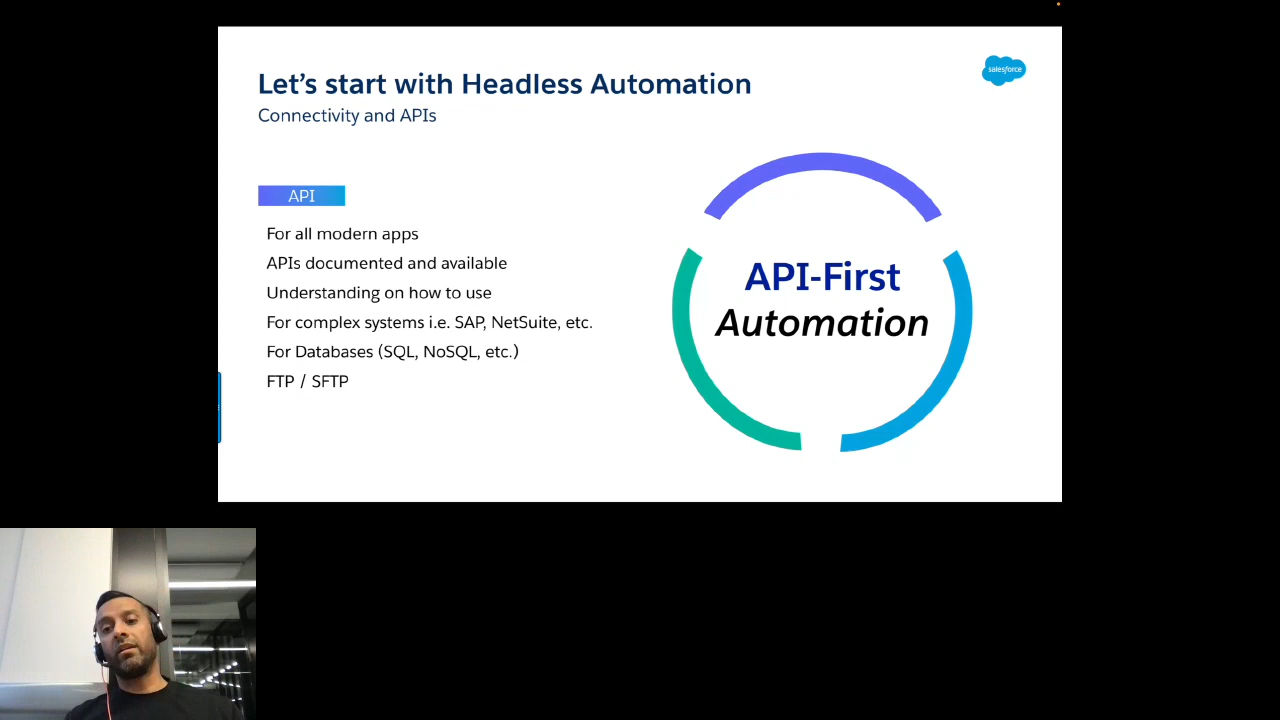 Let's start with Headless Automation
Connectivity and APIs
salesforce
API
For all modern apps
APIs documented and available
Understanding on how to use
For complex systems i.e. SAP, NetSuite, etc.
For Databases (SQL, NoSQL, etc.)
FTP / SFTP
API-First
Automation